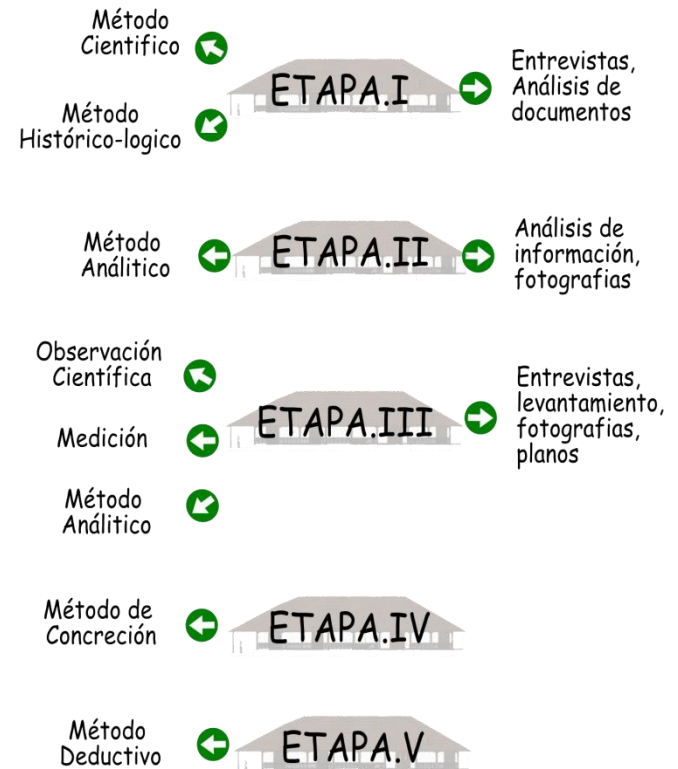 Método
Cientifico
ETAPA.I
Entrevistas,
Análisis de
documentos
Método
Histórico-logico
Método
Análitico
ETAPA.II
Análisis de
información,
fotografias
Observación
Científica
Medición
Método
Análitico
ETAPA.III
Entrevistas,
levantamiento,
fotografias,
planos
Método de
Concreción
ETAPA.IV
Método
Deductivo
ETAPA.V